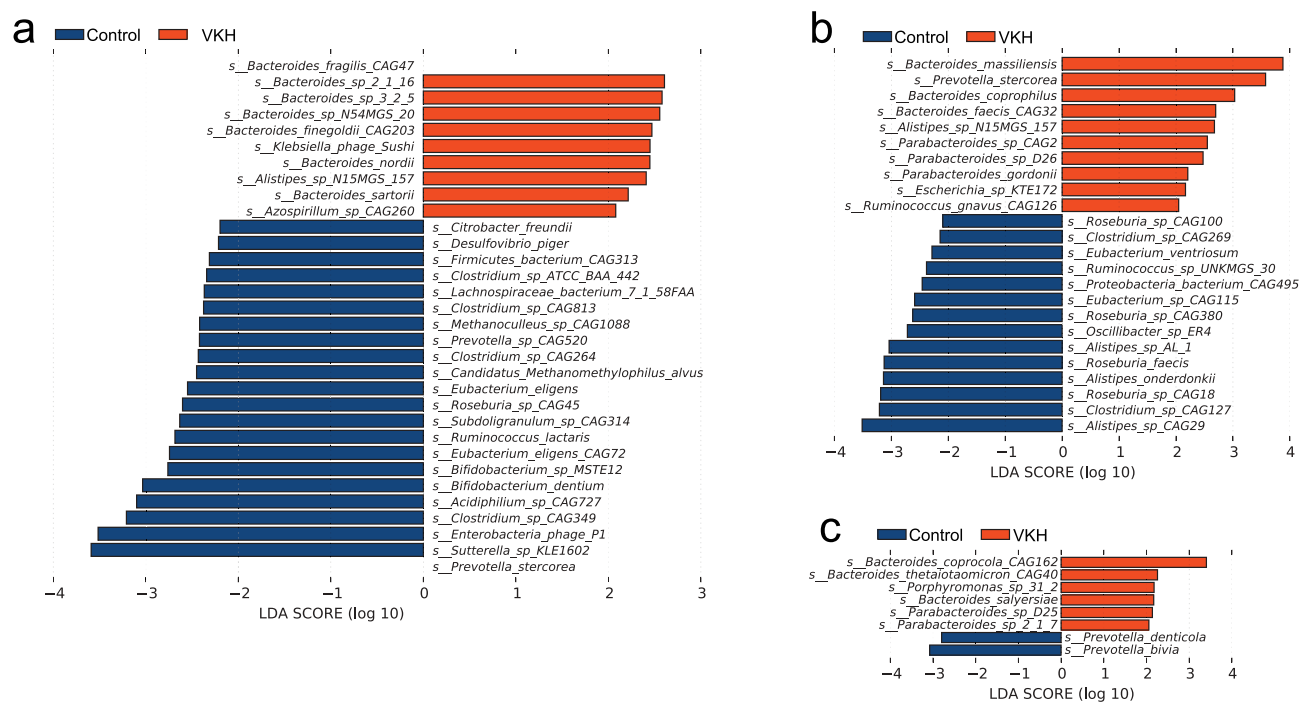 a
Control VKH
s__Bacteroides_fragilis_CAG47
s__Bacteroides_sp_2_1_16
s__Bacteroides_sp_3_2_5
s__Bacteroides_sp_N54MGS_20
s__Bacteroides_finegoldii_CAG203
s__Klebsiella_phage_Sushi
s__Bacteroides_nordii
s__Alistipes_sp_N15MGS_157
s__Bacteroides_sartorii
s__Azospirillum_sp_CAG260
s__Citrobacter_freundii
s__Desulfovibrio_piger
s__Firmicutes_bacterium_CAG313
s__Clostridium_sp_ATCC_BAA_442
s__Lachnospiraceae_bacterium_7_1_58FAA
s__Clostridium_sp_CAG813
s__Methanoculleus_sp_CAG1088
s__Prevotella_sp_CAG520
s__Clostridium_sp_CAG264
s__Candidatus_Methanomethylophilus_alvus
s__Eubacterium_eligens
s__Roseburia_sp_CAG45
s__Subdoligranulum_sp_CAG314
s__Ruminococcus_lactaris
s__Eubacterium_eligens_CAG72
s__Bifidobacterium_sp_MSTE12
s__Bifidobacterium_dentium
s__Acidiphilium_sp_CAG727
s__Clostridium_sp_CAG349
s__Enterobacteria_phage_P1
s__Sutterella_sp_KLE1602
s__Prevotella_stercorea
−4 −3 −2 −1 0 1 2 3
LDA SCORE (log 10)
b
Control VKH
s__Bacteroides_massiliensis
s__Prevotella_stercorea
s__Bacteroides_coprophilus
s__Bacteroides_faecis_CAG32
s__Alistipes_sp_N15MGS_157
s__Parabacteroides_sp_CAG2
s__Parabacteroides_sp_D26
s__Parabacteroides_gordonii
s__Escherichia_sp_KTE172
s__Ruminococcus_gnavus_CAG126
s__Roseburia_sp_CAG100
s__Clostridium_sp_CAG269
s__Eubacterium_ventriosum
s__Ruminococcus_sp_UNKMGS_30
s__Proteobacteria_bacterium_CAG495
s__Eubacterium_sp_CAG115
s__Roseburia_sp_CAG380
s__Oscillibacter_sp_ER4
s__Alistipes_sp_AL_1
s__Roseburia_faecis
s__Alistipes_onderdonkii
s__Roseburia_sp_CAG18
s__Clostridium_sp_CAG127
s__Alistipes_sp_CAG29
−4 −3 −2 −1 0 1 2 3 4
LDA SCORE (log 10)
c
Control VKH
s__Bacteroides_coprocola_CAG162
s__Bacteroides_thetaiotaomicron_CAG40
s__Porphyromonas_sp_31_2
s__Bacteroides_salyersiae
s__Parabacteroides_sp_D25
s__Parabacteroides_sp_2_1_7
s__Prevotella_denticola
s__Prevotella_bivia
−4 −3 −2 −1 0 1 2 3 4
LDA SCORE (log 10)